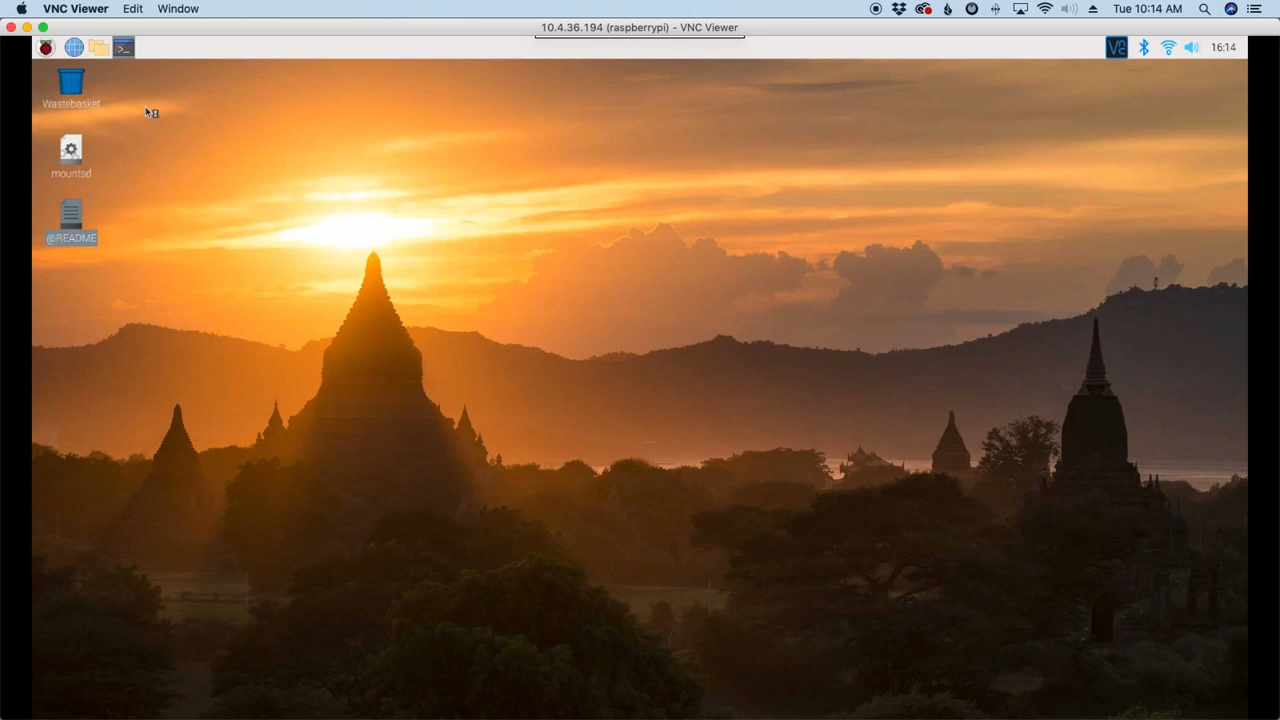 VNC Viewer Edit Window Tue 10:14 AM
10.4.36.194 (raspberrypi) - VNC Viewer
>_ V2 16:14
Wastebasket
mountsd
@README